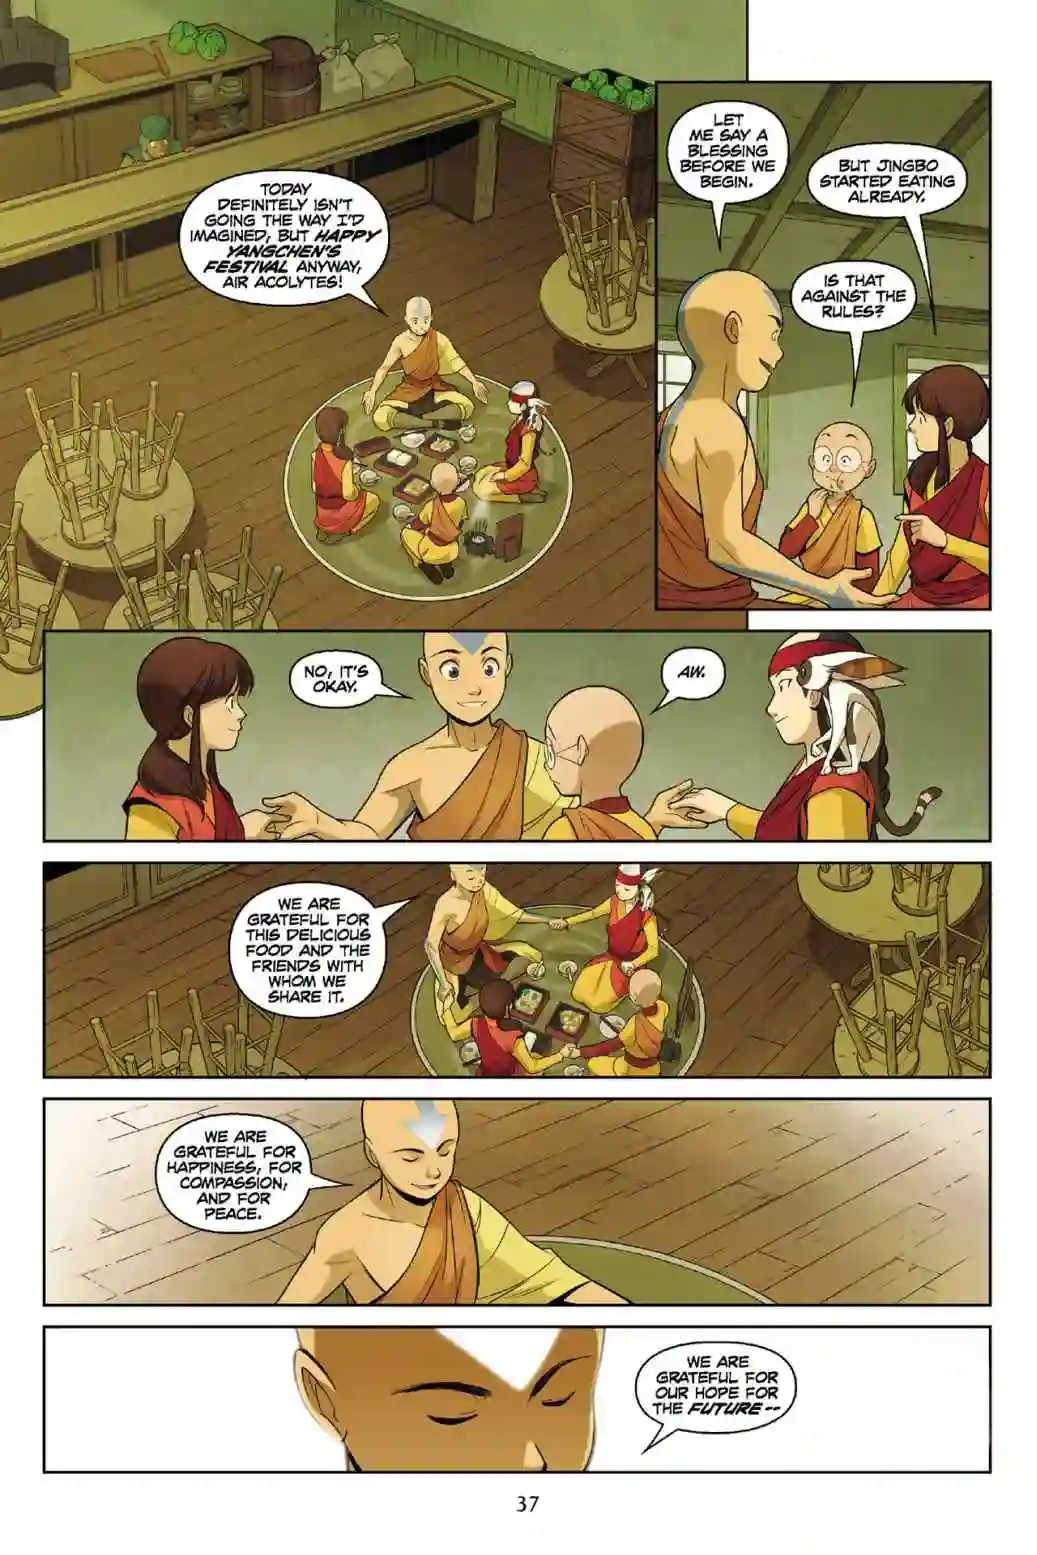 TODAY
DEFINITELY ISN'T
GOING THE WAY I'D
IMAGINED, BUT HAPPY
YANGCHEN'S
FESTIVAL ANYWAY,
AIR ACOLYTES!
LET
ME SAY A
BLESSING
BEFORE WE
BEGIN.
BUT JINGBO
STARTED EATING
ALREADY.
IS THAT
AGAINST THE
RULES?
NO, IT'S
OKAY.
AW.
WE ARE
GRATEFUL FOR
THIS DELICIOUS
FOOD AND THE
FRIENDS WITH
WHOM WE
SHARE IT.
WE ARE
GRATEFUL FOR
HAPPINESS, FOR
COMPASSION,
AND FOR
PEACE.
WE ARE
GRATEFUL FOR
OUR HOPE FOR
THE FUTURE--
37